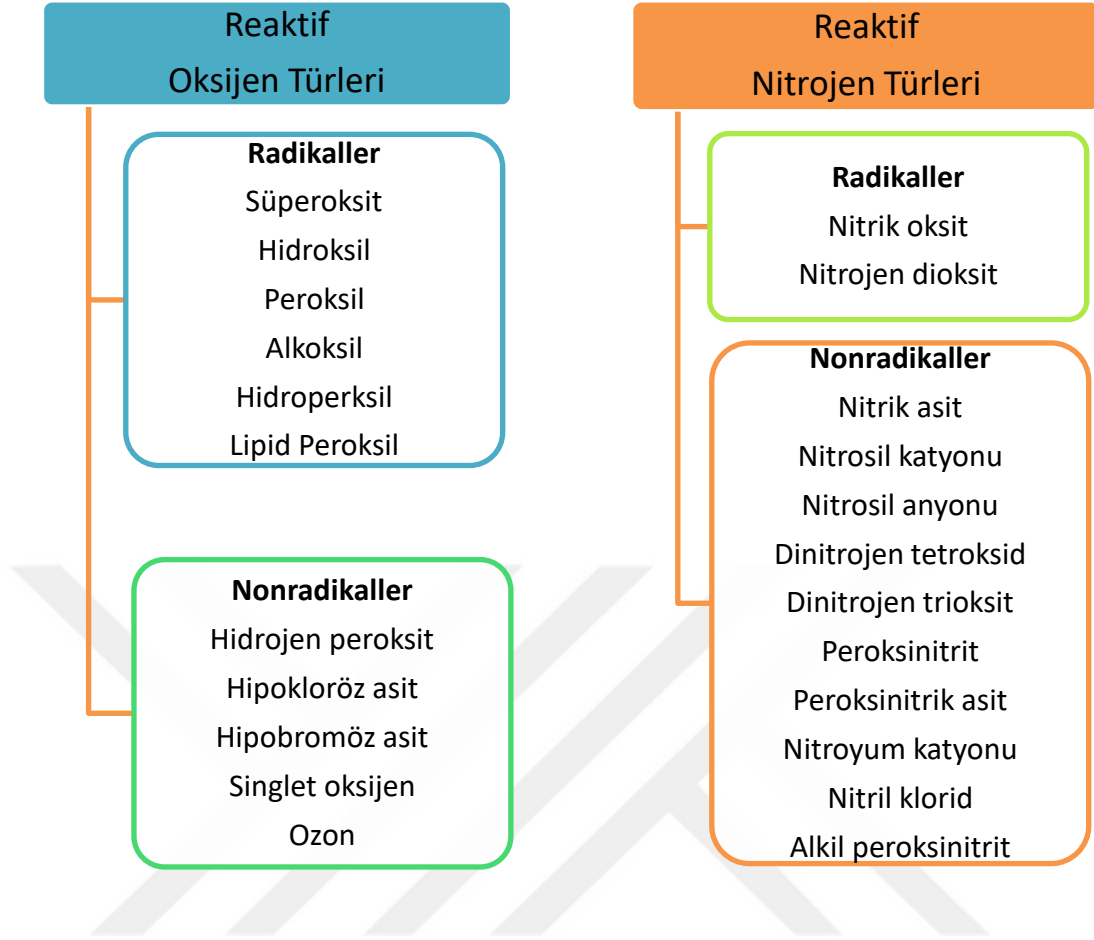 Reaktif
Oksijen Türleri
Radikaller
Süperoksit
Hidroksil
Peroksil
Alkoksil
Hidroperksil
Lipid Peroksil
Nonradikaller
Hidrojen peroksit
Hipokloröz asit
Hipobromöz asit
Singlet oksijen
Ozon
Reaktif
Nitrojen Türleri
Radikaller
Nitrik oksit
Nitrojen dioksit
Nonradikaller
Nitrik asit
Nitrosil katyonu
Nitrosil anyonu
Dinitrojen tetroksid
Dinitrojen trioksit
Peroksinitrit
Peroksinitrik asit
Nitroyum katyonu
Nitril klorid
Alkil peroksinitrit